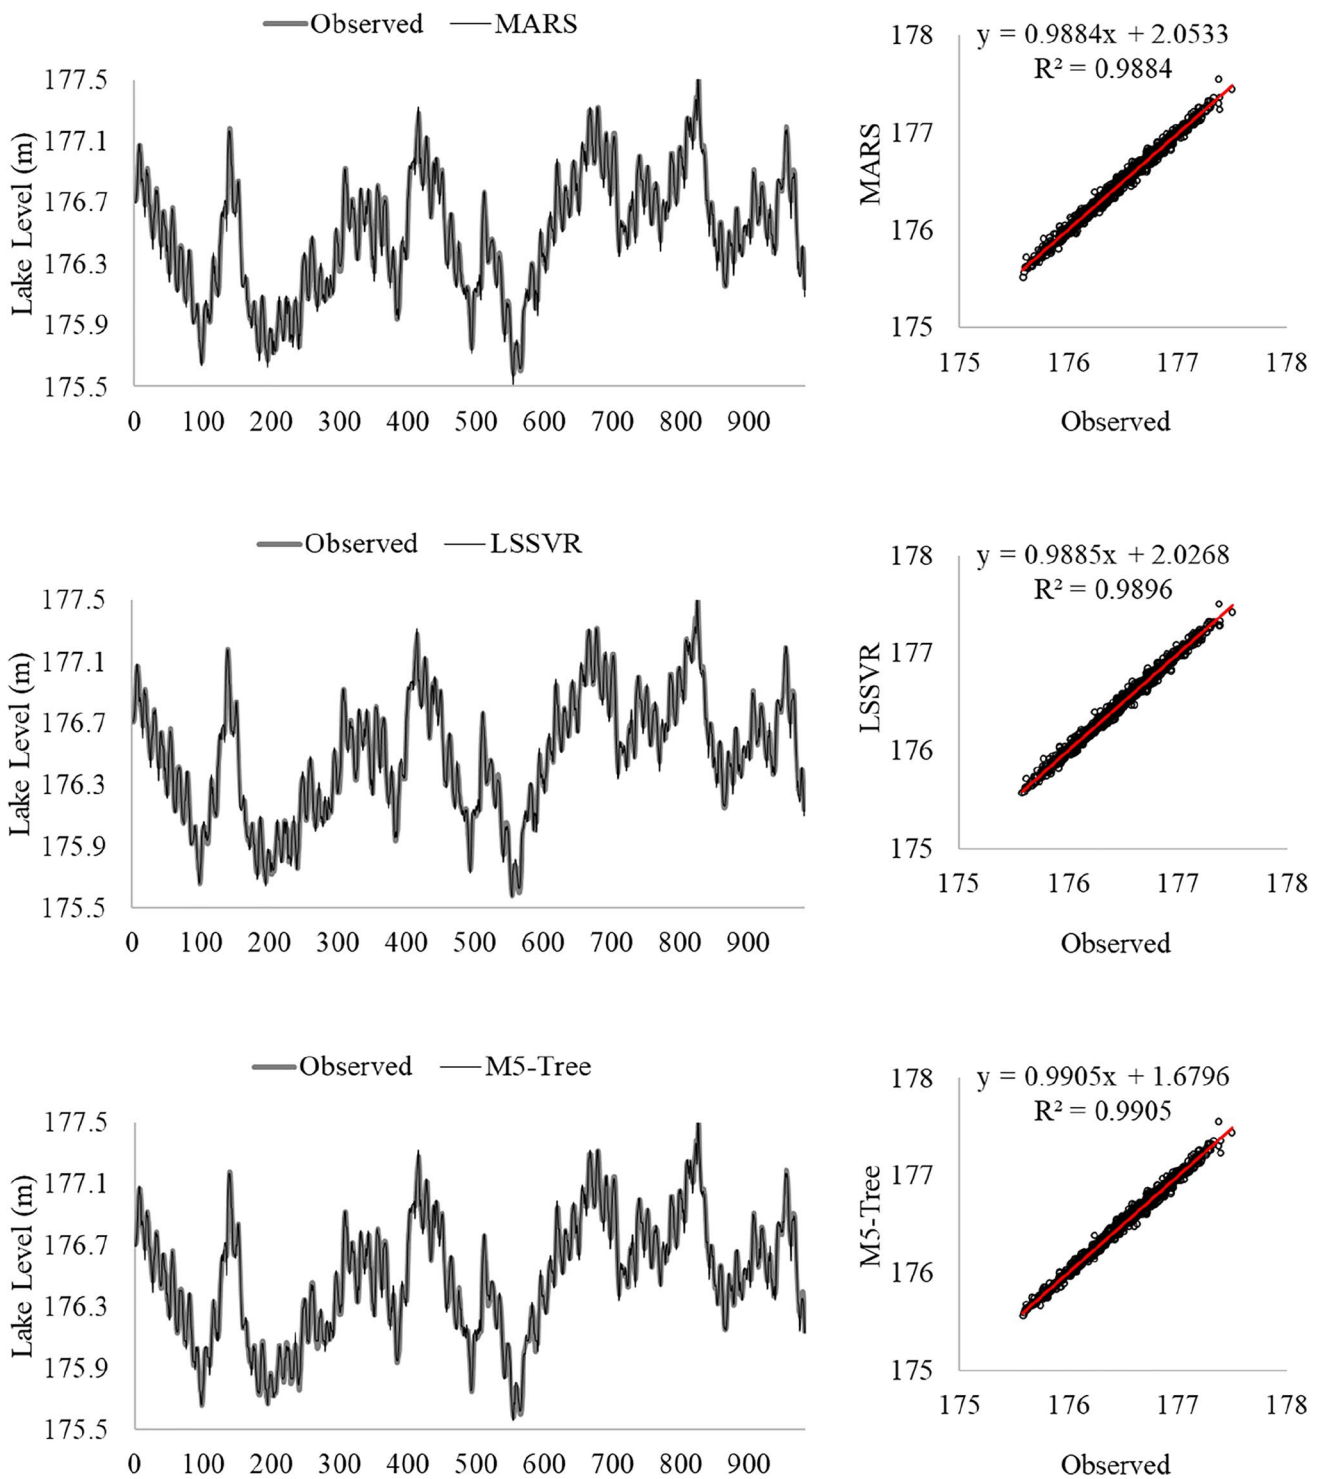 Observed MARS
177.5
177.1
176.7
176.3
175.9
175.5
Lake Level (m)
0 100 200 300 400 500 600 700 800 900
y = 0.9884x + 2.0533
R² = 0.9884
178
177
176
175
MARS
175 176 177 178
Observed
Observed LSSVR
177.5
177.1
176.7
176.3
175.9
175.5
Lake Level (m)
0 100 200 300 400 500 600 700 800 900
y = 0.9885x + 2.0268
R² = 0.9896
178
177
176
175
LSSVR
175 176 177 178
Observed
Observed M5-Tree
177.5
177.1
176.7
176.3
175.9
175.5
Lake Level (m)
0 100 200 300 400 500 600 700 800 900
y = 0.9905x + 1.6796
R² = 0.9905
178
177
176
175
M5-Tree
175 176 177 178
Observed